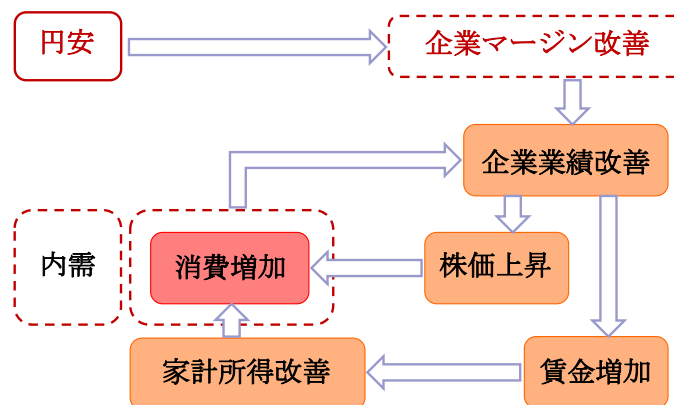 円安
企業マージン改善
企業業績改善
内需
消費増加
株価上昇
家計所得改善
賃金増加